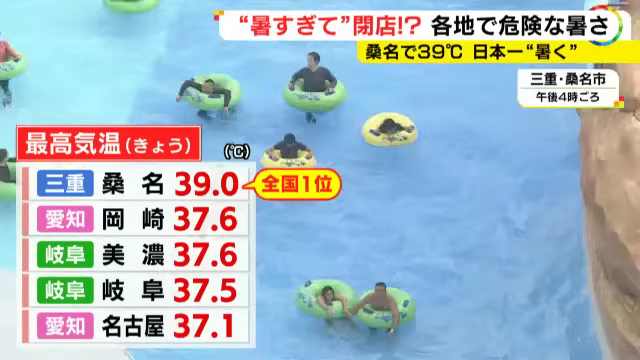 “暑すぎて”閉店!? 各地で危険な暑さ
桑名で39℃ 日本一“暑く”
三重・桑名市
午後4時ごろ
最高気温(きょう) (℃)
三重 桑名 39.0 全国1位
愛知 岡崎 37.6
岐阜 美濃 37.6
岐阜 岐阜 37.5
愛知 名古屋 37.1